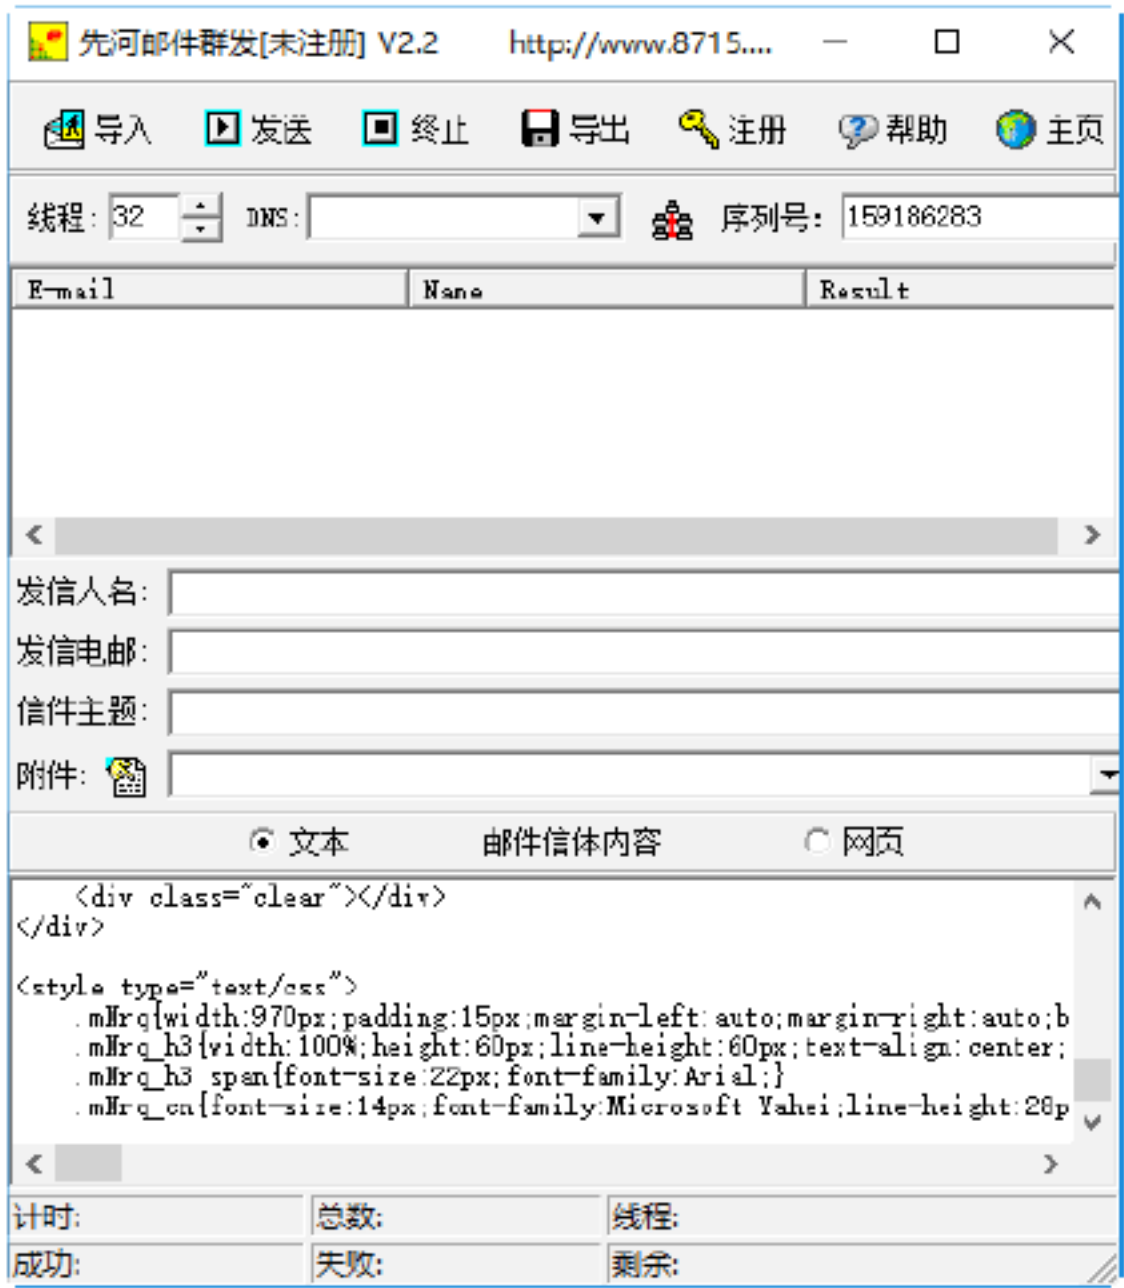 先河邮件群发[未注册] V2.2 http://www.8715....
导入 发送 终止 导出 注册 帮助 主页
线程: 32 DNS: 序列号: 159186283
E-mail Name Result
发信人名:
发信电邮:
信件主题:
附件:
文本 邮件信体内容 网页
<div class="clear"></div>
</div>
<style type="text/css">
.mHrq{width:970px;padding:15px;margin-left:auto;margin-right:auto;b
.mHrq_h3{width:100%;height:60px;line-height:60px;text-align:center;
.mHrq_h3 span{font-size:22px;font-family:Arial;}
.mHrq_cn{font-size:14px;font-family:Microsoft Yahei;line-height:28p
计时: 总数: 线程:
成功: 失败: 剩余: